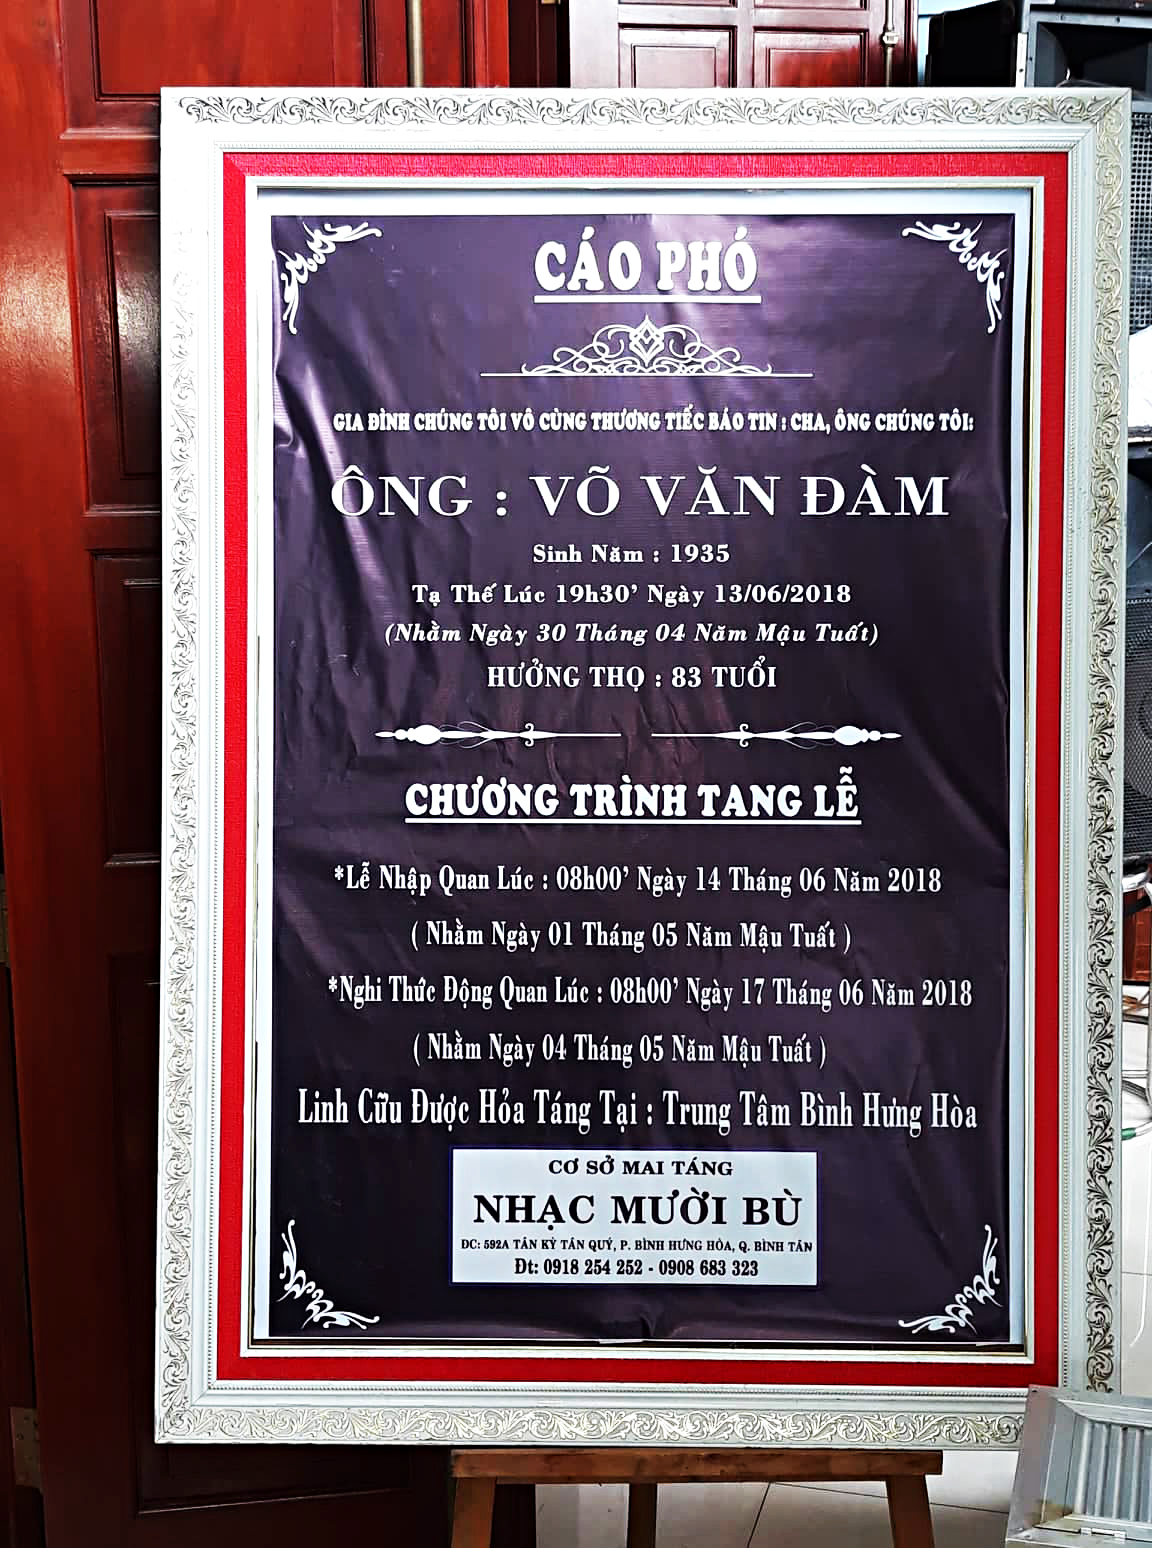 CÁO PHÓ
GIA ĐÌNH CHÚNG TÔI VÔ CÙNG THƯƠNG TIẾC BÁO TIN : CHA, ÔNG CHÚNG TÔI:
ÔNG : VÕ VĂN ĐÀM
Sinh Năm : 1935
Tạ Thế Lúc 19h30’ Ngày 13/06/2018
(Nhằm Ngày 30 Tháng 04 Năm Mậu Tuất)
HƯỞNG THỌ : 83 TUỔI
CHƯƠNG TRÌNH TANG LỄ
*Lễ Nhập Quan Lúc : 08h00’ Ngày 14 Tháng 06 Năm 2018
( Nhằm Ngày 01 Tháng 05 Năm Mậu Tuất )
*Nghi Thức Động Quan Lúc : 08h00’ Ngày 17 Tháng 06 Năm 2018
( Nhằm Ngày 04 Tháng 05 Năm Mậu Tuất )
Linh Cữu Được Hỏa Táng Tại : Trung Tâm Bình Hưng Hòa
CƠ SỞ MAI TÁNG
NHẠC MƯỜI BÙ
ĐC: 592A TÂN KỲ TÂN QUÝ, P. BÌNH HƯNG HÒA, Q. BÌNH TÂN
Đt: 0918 254 252 - 0908 683 323